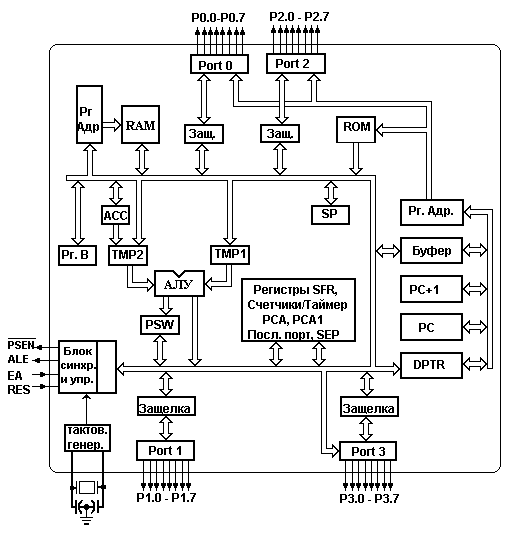 P0.0-P0.7
P2.0 - P2.7
Port 0
Port 2
Рг
Адр
RAM
Защ.
Защ.
ROM
ACC
SP
Рг. Адр.
Рг. В
TMP2
TMP1
Буфер
АЛУ
PC+1
Регистры SFR,
Счетчики/Таймер
PCA, PCA1
Посл. порт, SEP
PSW
PC
PSEN
ALE
EA
RES
Блок
синхр.
и упр.
DPTR
Защелка
Защелка
тактов.
генер.
Port 1
Port 3
P1.0 - P1.7
P3.0 - P3.7